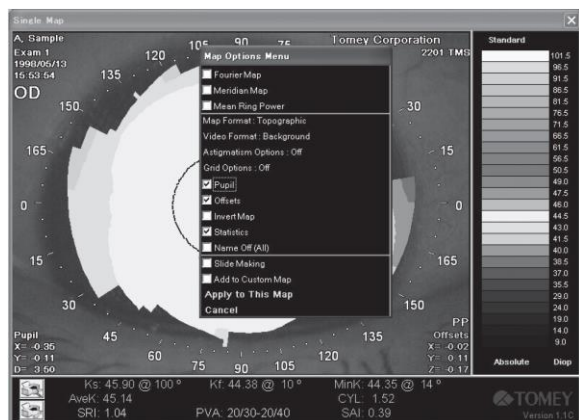 Single Map
A, Sample
Exam 1
1998/05/13
15:53:54
OD
Tomey Corporation
2201 TMS
105 90 75
120
135
150
165
0
15
30
45
60
75 90 105
120
135
150
165
0
15
30
Map Options Menu
Fourier Map
Meridian Map
Mean Ring Power
Map Format : Topographic
Video Format : Background
Astigmatism Options : Off
Grid Options : Off
Pupil
Offsets
Invert Map
Statistics
Name Off (All)
Slide Making
Add to Custom Map
Apply to This Map
Cancel
Pupil
X= -0.35
Y= -0.11
D= 3.50
PP
Offsets
X= -0.02
Y= 0.11
Z= -0.17
Standard
101.5
96.5
91.5
86.5
81.5
76.5
71.5
66.5
61.5
56.5
50.5
49.0
47.5
46.0
44.5
43.0
41.5
40.0
38.5
37.0
35.5
29.0
24.0
19.0
14.0
9.0
Absolute Diop
Ks: 45.90 @ 100 ° Kf: 44.38 @ 10 ° MinK: 44.35 @ 14 °
AveK: 45.14 CYL: 1.52
SRI: 1.04 PVA: 20/30-20/40 SAI: 0.39
TOMEY
Version 1.1C